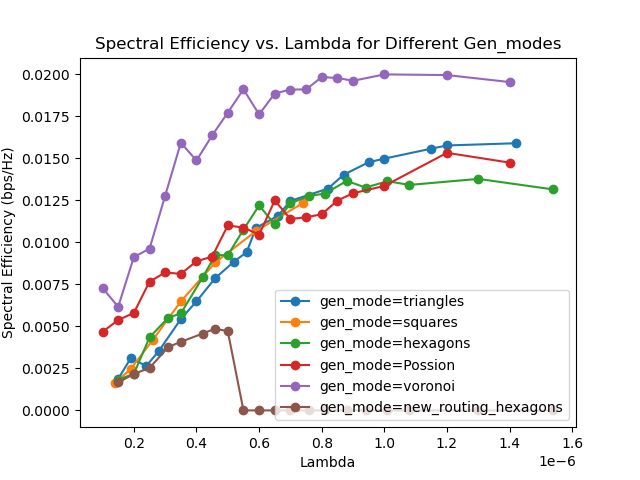 Spectral Efficiency vs. Lambda for Different Gen_modes
Spectral Efficiency (bps/Hz)
0.0200
0.0175
0.0150
0.0125
0.0100
0.0075
0.0050
0.0025
0.0000
gen_mode=triangles
gen_mode=squares
gen_mode=hexagons
gen_mode=Possion
gen_mode=voronoi
gen_mode=new_routing_hexagons
0.2 0.4 0.6 0.8 1.0 1.2 1.4 1.6
1e−6
Lambda